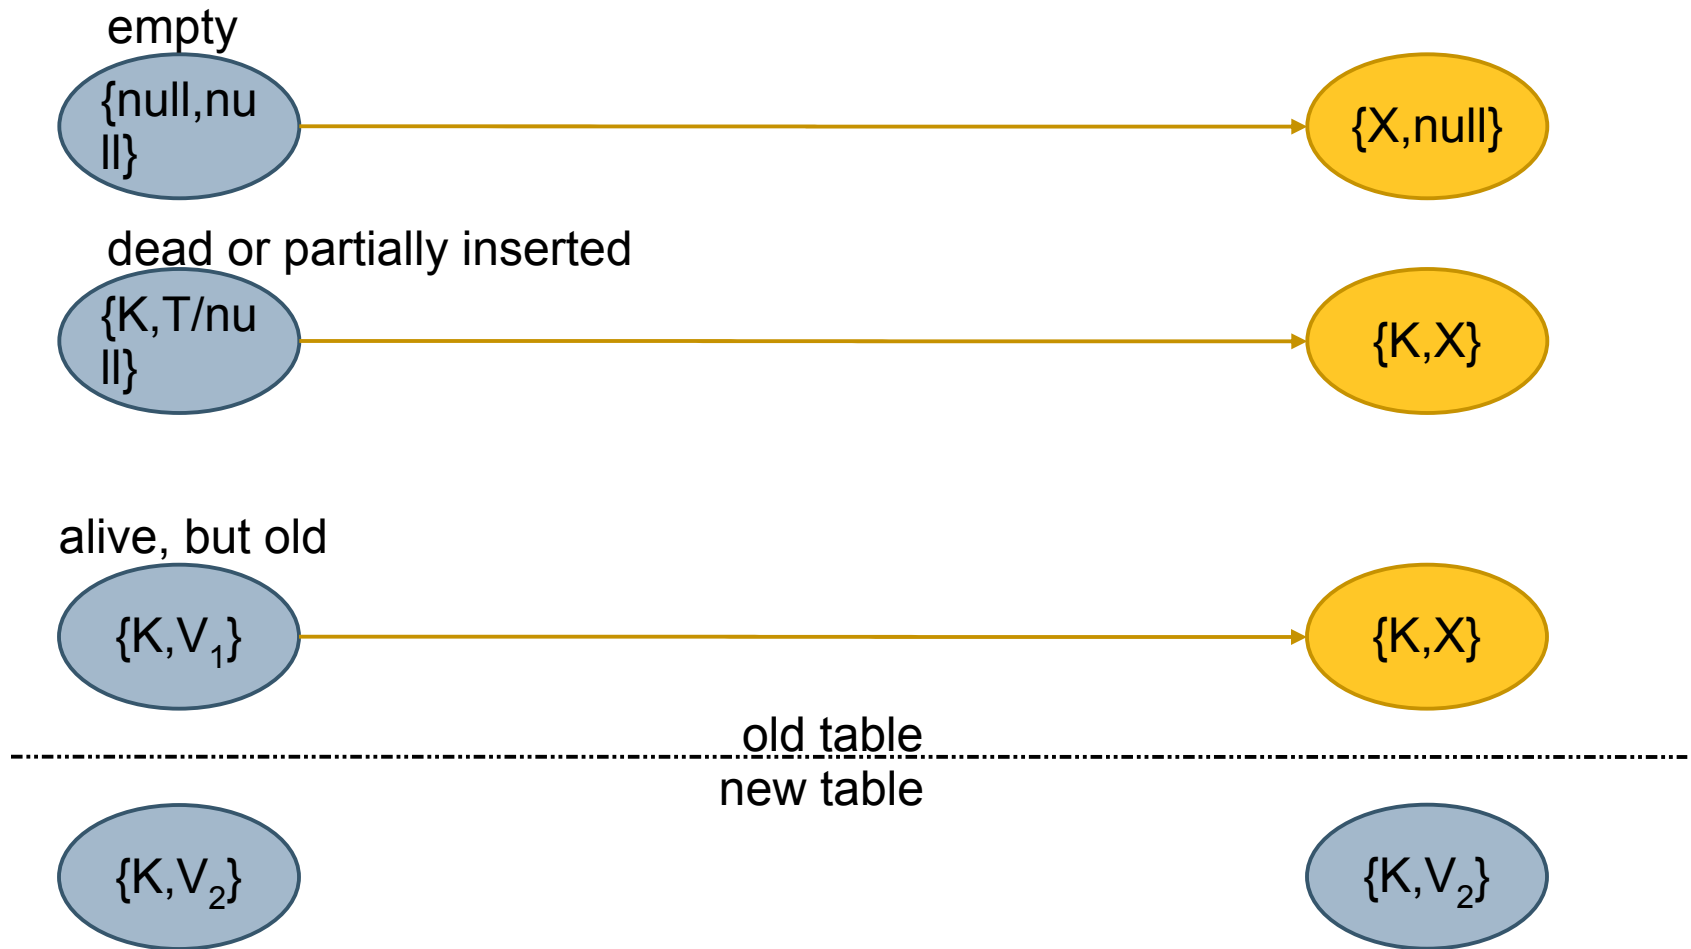 empty
{null,nu
ll}
{X,null}
dead or partially inserted
{K,T/nu
ll}
{K,X}
alive, but old
{K,V₁}
{K,X}
old table
new table
{K,V₂}
{K,V₂}